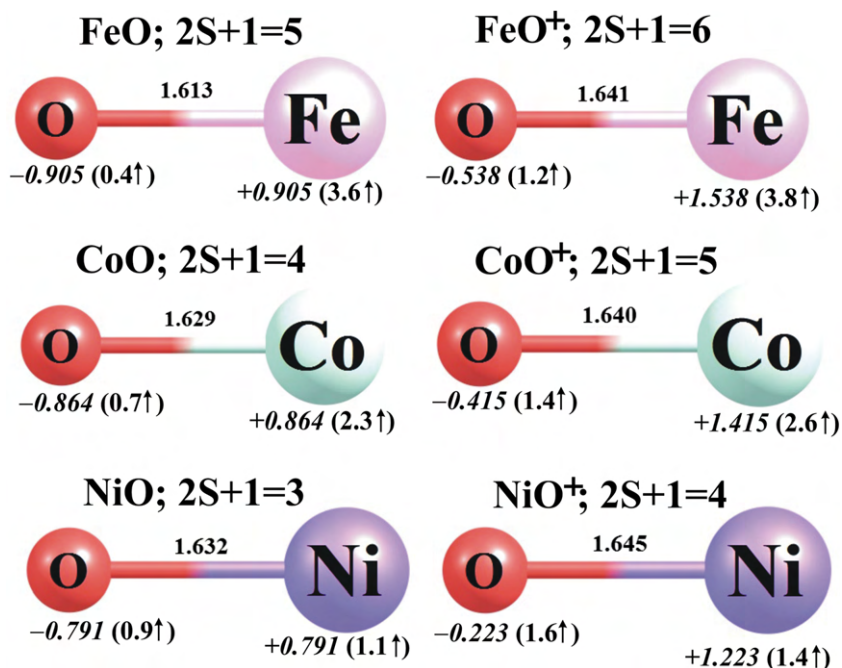 FeO; 2S+1=5
FeO+; 2S+1=6
1.613
1.641
O Fe
O Fe
−0.905 (0.4↑)
+0.905 (3.6↑)
−0.538 (1.2↑)
+1.538 (3.8↑)
CoO; 2S+1=4
CoO+; 2S+1=5
1.629
1.640
O Co
O Co
−0.864 (0.7↑)
+0.864 (2.3↑)
−0.415 (1.4↑)
+1.415 (2.6↑)
NiO; 2S+1=3
NiO+; 2S+1=4
1.632
1.645
O Ni
O Ni
−0.791 (0.9↑)
+0.791 (1.1↑)
−0.223 (1.6↑)
+1.223 (1.4↑)